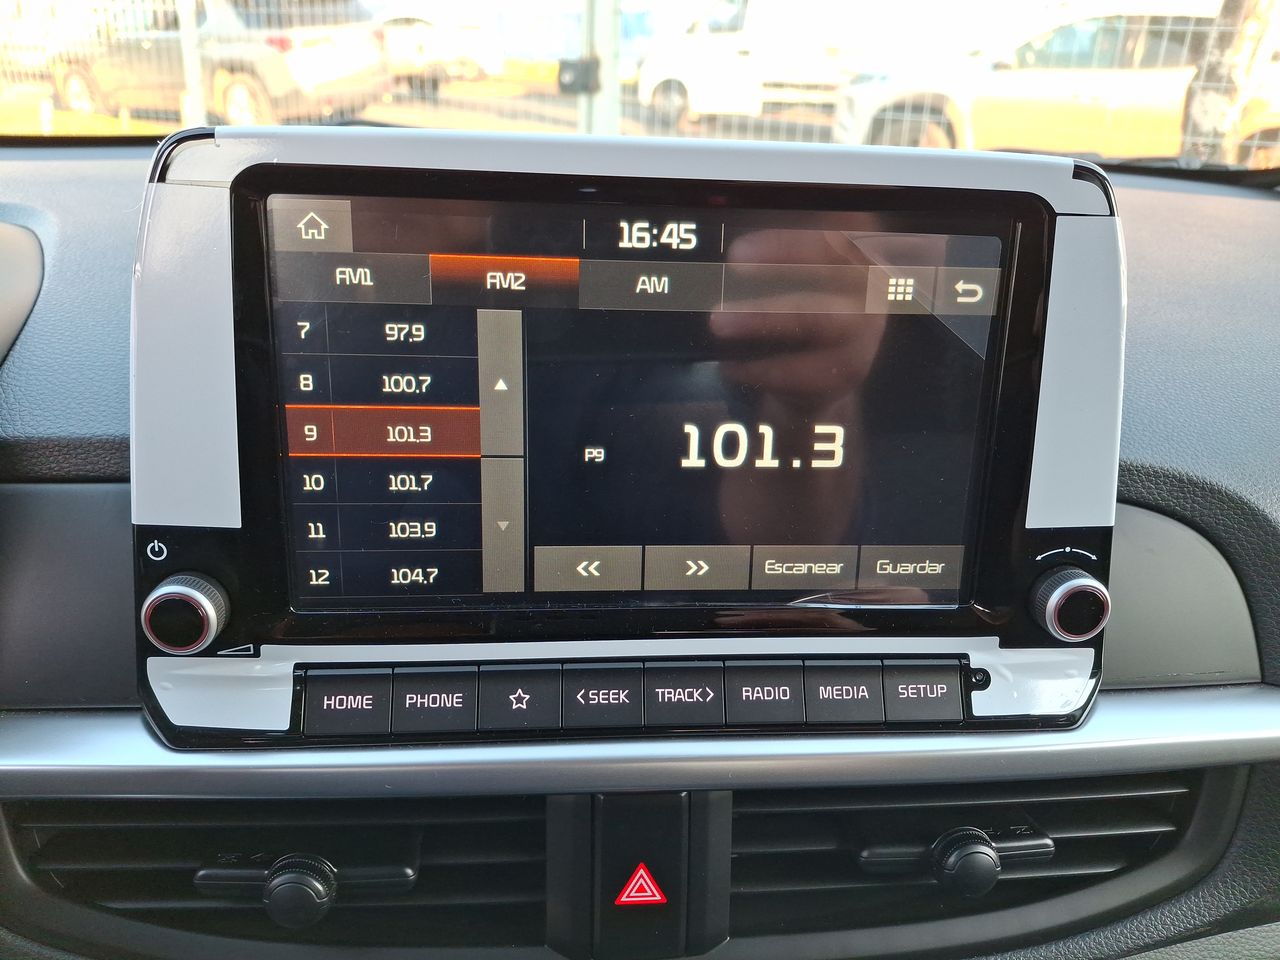 16:45
FM1 FM2 AM
7 97.9
8 100.7
9 101.3
10 101.7
11 103.9
12 104.7
P9 101.3
<< >> Escanear Guardar
HOME PHONE <SEEK TRACK> RADIO MEDIA SETUP